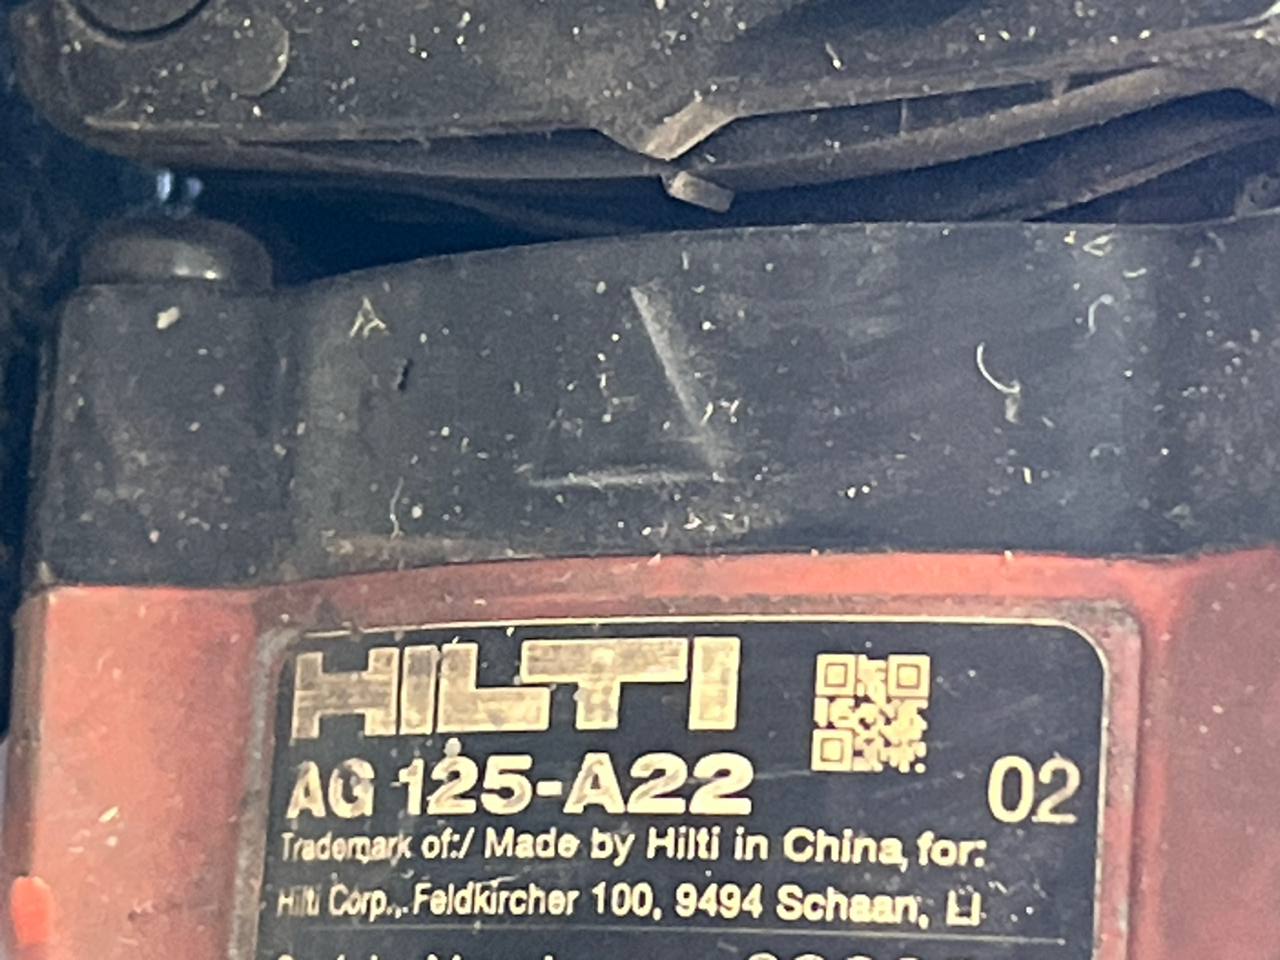 HILTI
AG 125-A22
02
Trademark of:/ Made by Hilti in China, for:
Hilti Corp., Feldkircher 100, 9494 Schaan, LI